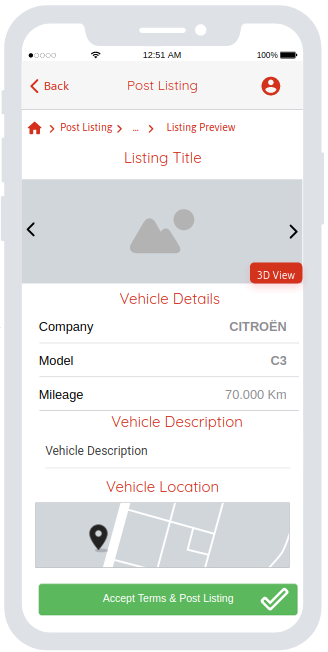 12:51 AM 100%
Back Post Listing
Post Listing ... Listing Preview
Listing Title
3D View
Vehicle Details
Company CITROËN
Model C3
Mileage 70.000 Km
Vehicle Description
Vehicle Description
Vehicle Location
Accept Terms & Post Listing